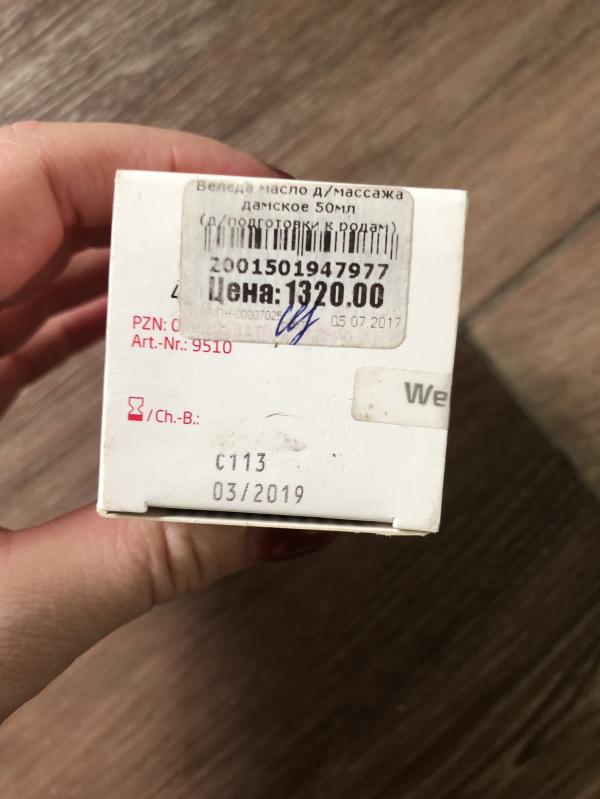 Веледа масло д/массажа
дамское 50мл
(д/подготовки к родам)
2001501947977
Цена: 1320.00
05 07 2017
PZN: 0
Art.-Nr.: 9510
We
/Ch.-B.:
C113
03/2019